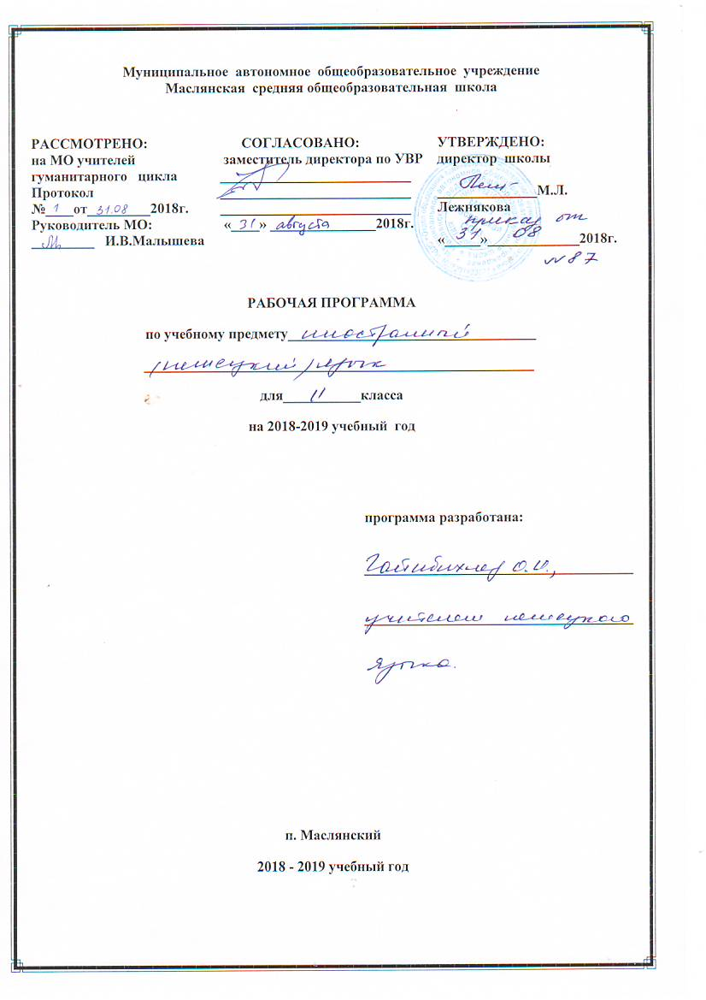 Муниципальное автономное общеобразовательное учреждение
Маслянская средняя общеобразовательная школа
РАССМОТРЕНО:
на МО учителей
гуманитарного цикла
Протокол
№ 1 от 31.08 2018г.
Руководитель МО:
И.В.Малышева
СОГЛАСОВАНО:
заместитель директора по УВР
«31» августа 2018г.
УТВЕРЖДЕНО:
директор школы
М.Л.
Лежнякова
приказ от
«31» 08 2018г.
№87
РАБОЧАЯ ПРОГРАММА
по учебному предмету иностранный
(немецкий) язык
для 11 класса
на 2018-2019 учебный год
программа разработана:
О.И.,
учителем немецкого
языка.
п. Маслянский
2018 - 2019 учебный год